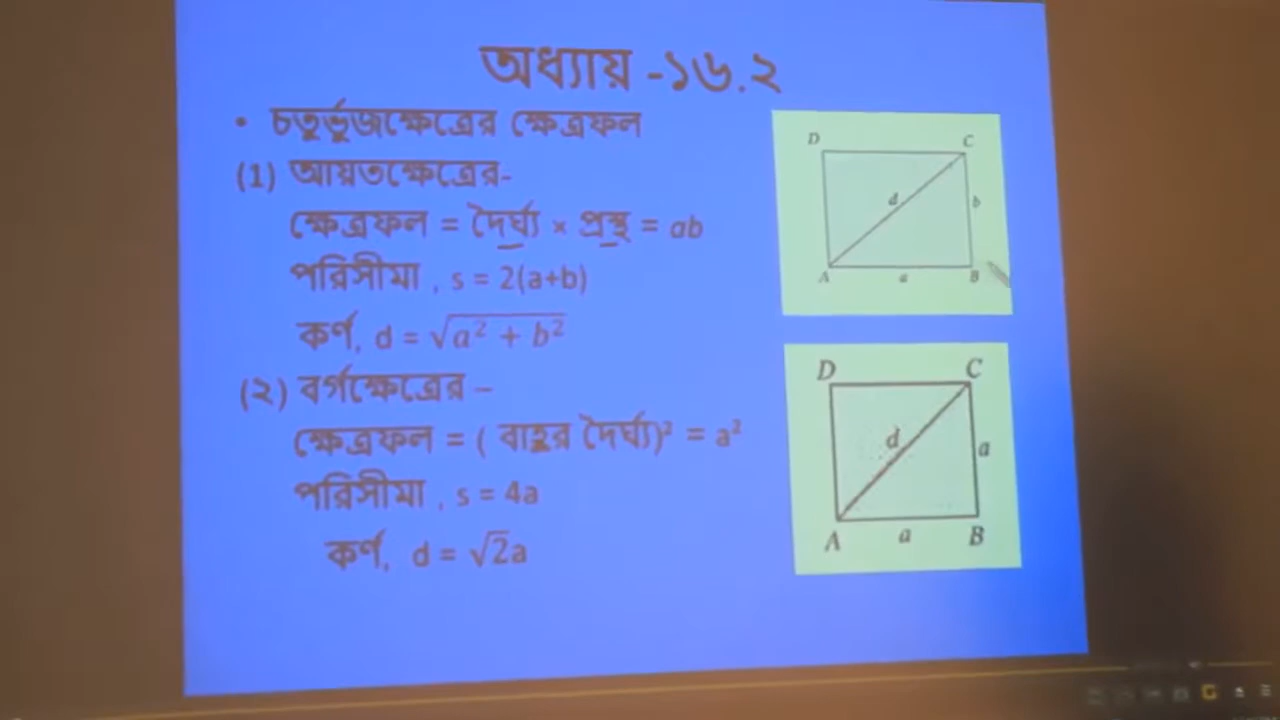 অধ্যায় -১৬.২
• চতুর্ভুজক্ষেত্রের ক্ষেত্রফল
(1) আয়তক্ষেত্রের-
ক্ষেত্রফল = দৈর্ঘ্য × প্রস্থ = ab
পরিসীমা , s = 2(a+b)
কর্ণ, d = √a² + b²
(২) বর্গক্ষেত্রের –
ক্ষেত্রফল = ( বাহুর দৈর্ঘ্য)² = a²
পরিসীমা , s = 4a
কর্ণ, d = √2a
D C
d b
A a B
D C
d a
A a B